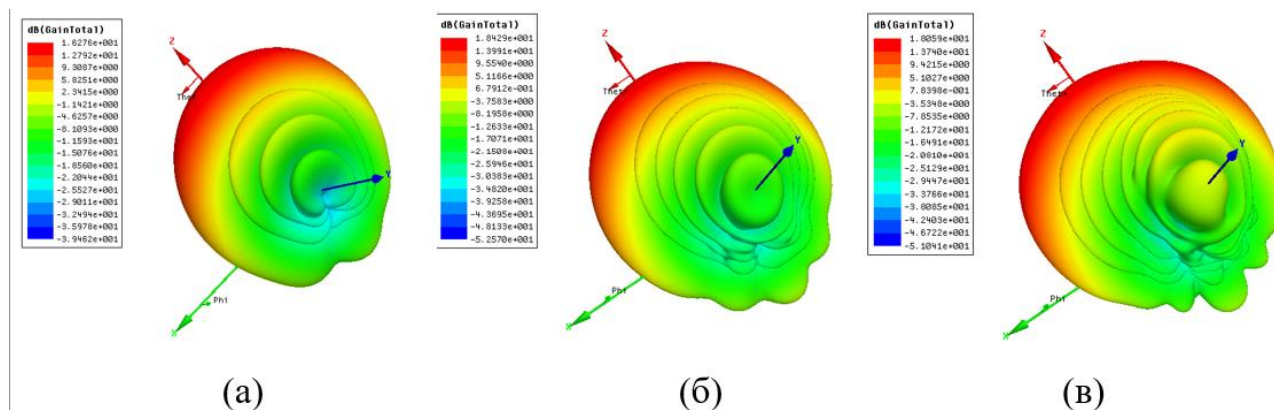 dB(GainTotal)
1.6276e+001
1.2792e+001
9.3087e+000
5.8251e+000
2.3415e+000
-1.1421e+000
-4.6257e+000
-8.1093e+000
-1.1593e+001
-1.5076e+001
-1.8560e+001
-2.2044e+001
-2.5527e+001
-2.9011e+001
-3.2494e+001
-3.5978e+001
-3.9462e+001
Z
Thet
Y
Phi
X
(а)
dB(GainTotal)
1.8429e+001
1.3991e+001
9.5540e+000
5.1166e+000
6.7912e-001
-3.7583e+000
-8.1958e+000
-1.2633e+001
-1.7071e+001
-2.1508e+001
-2.5946e+001
-3.0383e+001
-3.4820e+001
-3.9258e+001
-4.3695e+001
-4.8133e+001
-5.2570e+001
Z
Thet
Y
Phi
X
(б)
dB(GainTotal)
1.8059e+001
1.3740e+001
9.4215e+000
5.1027e+000
7.8398e-001
-3.5348e+000
-7.8535e+000
-1.2172e+001
-1.6491e+001
-2.0810e+001
-2.5129e+001
-2.9447e+001
-3.3766e+001
-3.8085e+001
-4.2403e+001
-4.6722e+001
-5.1041e+001
Z
Thet
Y
Phi
X
(в)